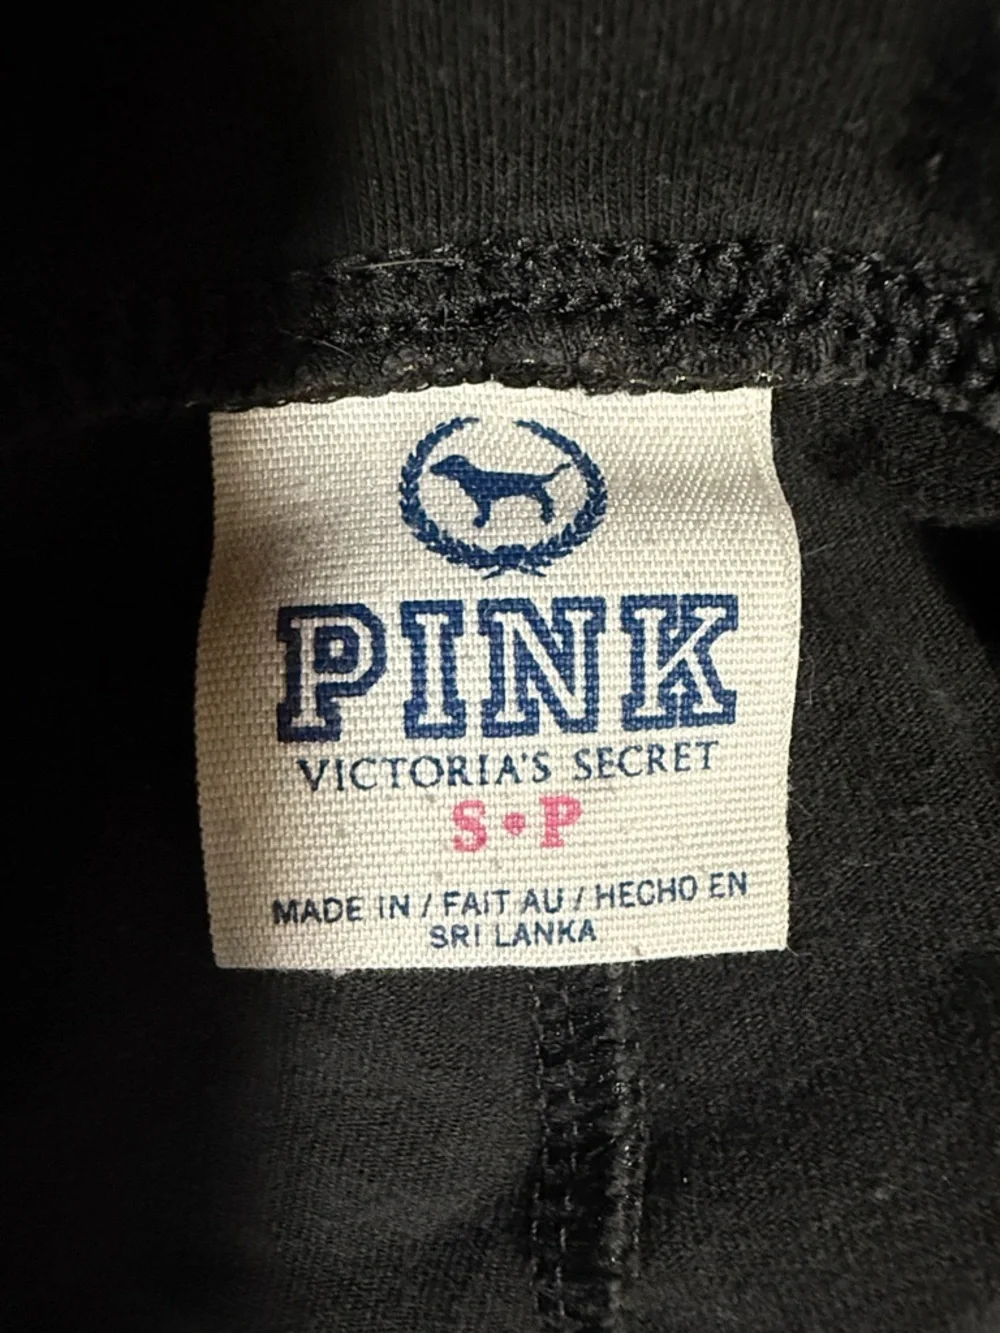 PINK
VICTORIA'S SECRET
S•P
MADE IN / FAIT AU / HECHO EN
SRI LANKA